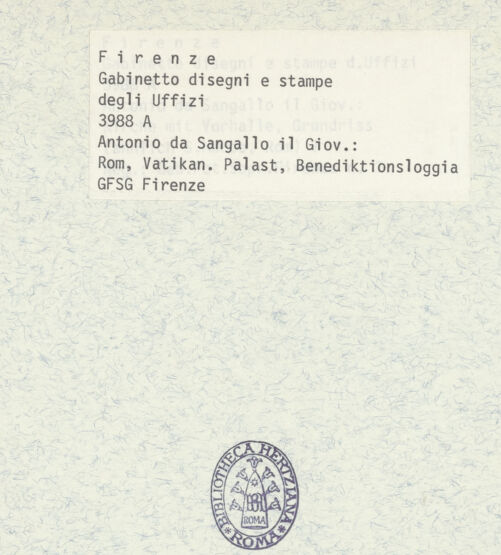 F i r e n z e
Gabinetto disegni e stampe
degli Uffizi
3988 A
Antonio da Sangallo il Giov.:
Rom, Vatikan. Palast, Benediktionsloggia
GFSG Firenze
BIBLIOTHECA HERTZIANA
ROMA
ROMA